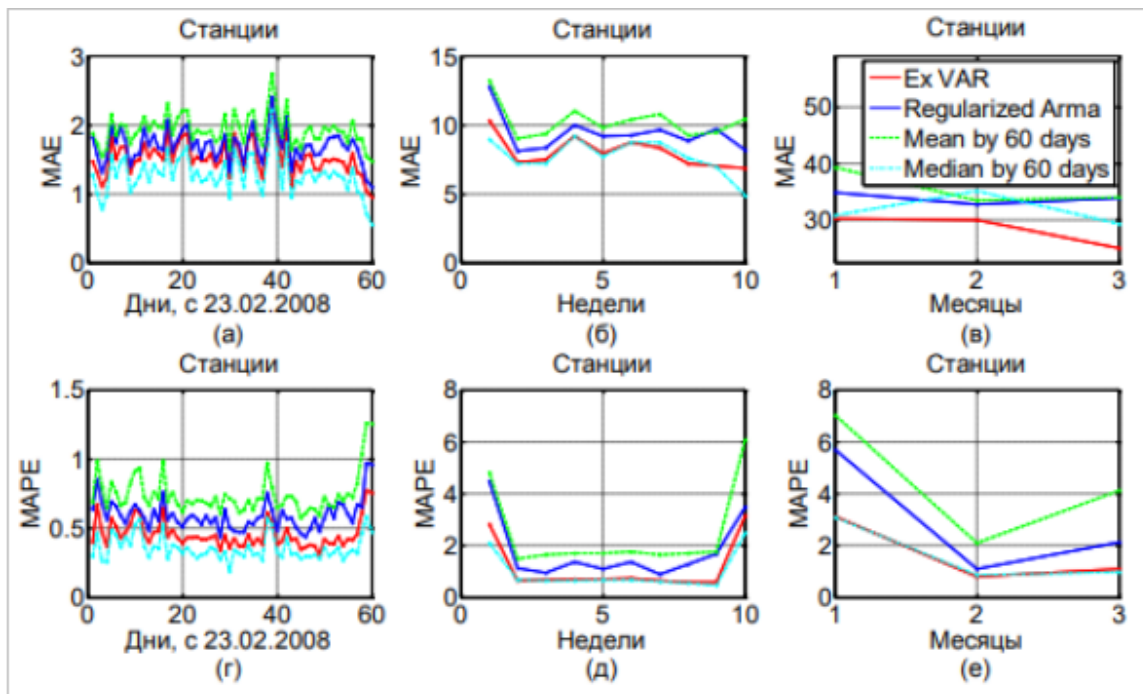 Станции
MAE
3
2
1
0
0 20 40 60
Дни, с 23.02.2008
(а)
Станции
MAE
15
10
5
0
0 5 10
Недели
(б)
Станции
MAE
50
40
30
1 2 3
Месяцы
(в)
Ex VAR
Regularized Arma
Mean by 60 days
Median by 60 days
Станции
MAPE
1.5
1
0.5
0
0 20 40 60
Дни, с 23.02.2008
(г)
Станции
MAPE
8
6
4
2
0
0 5 10
Недели
(д)
Станции
MAPE
8
6
4
2
0
1 2 3
Месяцы
(е)